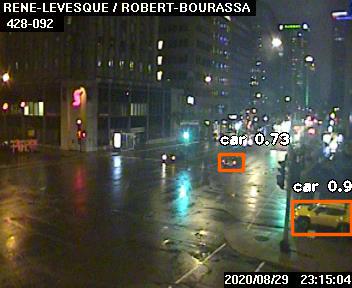 RENE-LEVESQUE / ROBERT-BOURASSA
428-092
car 0.73
car 0.9
2020/08/29 23:15:04